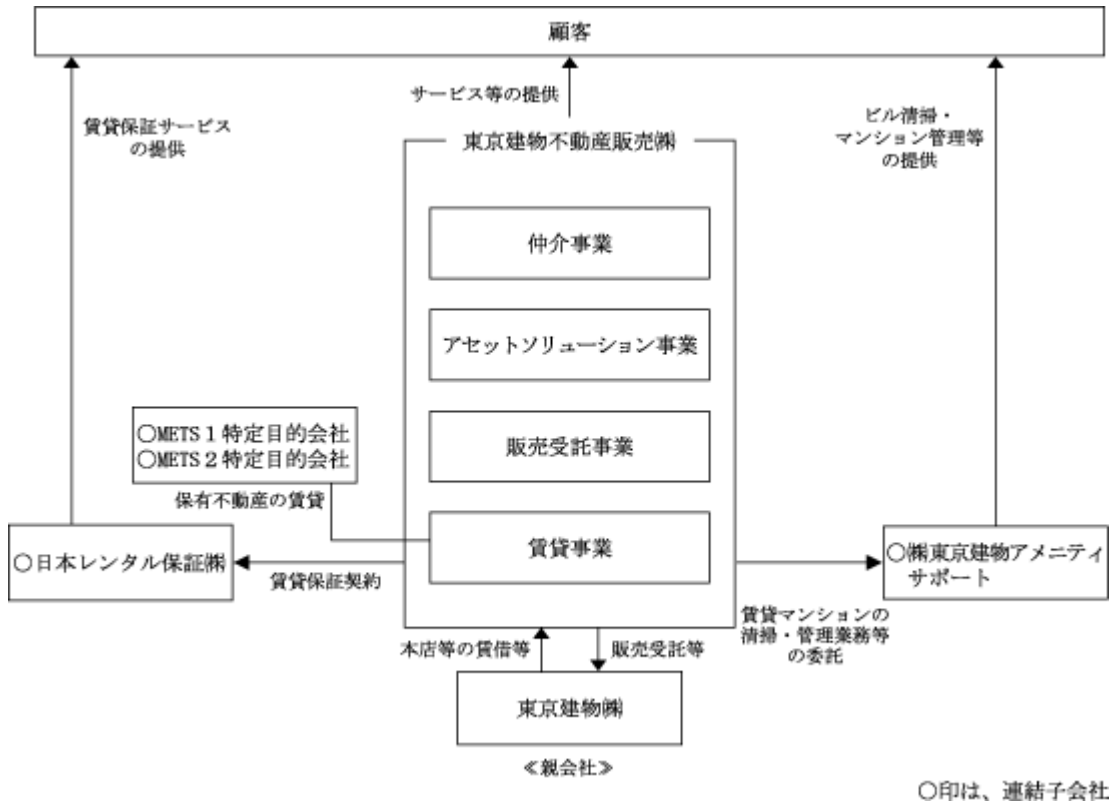 顧客
サービス等の提供
賃貸保証サービス
の提供
ビル清掃・
マンション管理等
の提供
東京建物不動産販売㈱
仲介事業
アセットソリューション事業
〇METS１特定目的会社
〇METS２特定目的会社
販売受託事業
保有不動産の賃貸
賃貸事業
〇日本レンタル保証㈱
賃貸保証契約
〇㈱東京建物アメニティ
サポート
賃貸マンションの
清掃・管理業務等
の委託
本店等の賃借等
販売受託等
東京建物㈱
≪親会社≫
〇印は、連結子会社